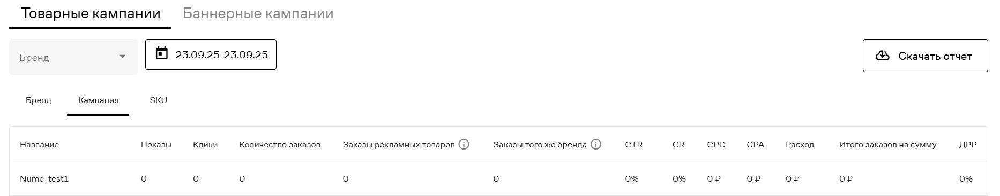 Товарные кампании Баннерные кампании
Бренд 23.09.25-23.09.25 Скачать отчет
Бренд Кампания SKU
Название Показы Клики Количество заказов Заказы рекламных товаров Заказы того же бренда CTR CR CPC CPA Расход Итого заказов на сумму ДРР
Nume_test1 0 0 0 0 0 0% 0% 0 ₽ 0 ₽ 0 ₽ 0 ₽ 0%